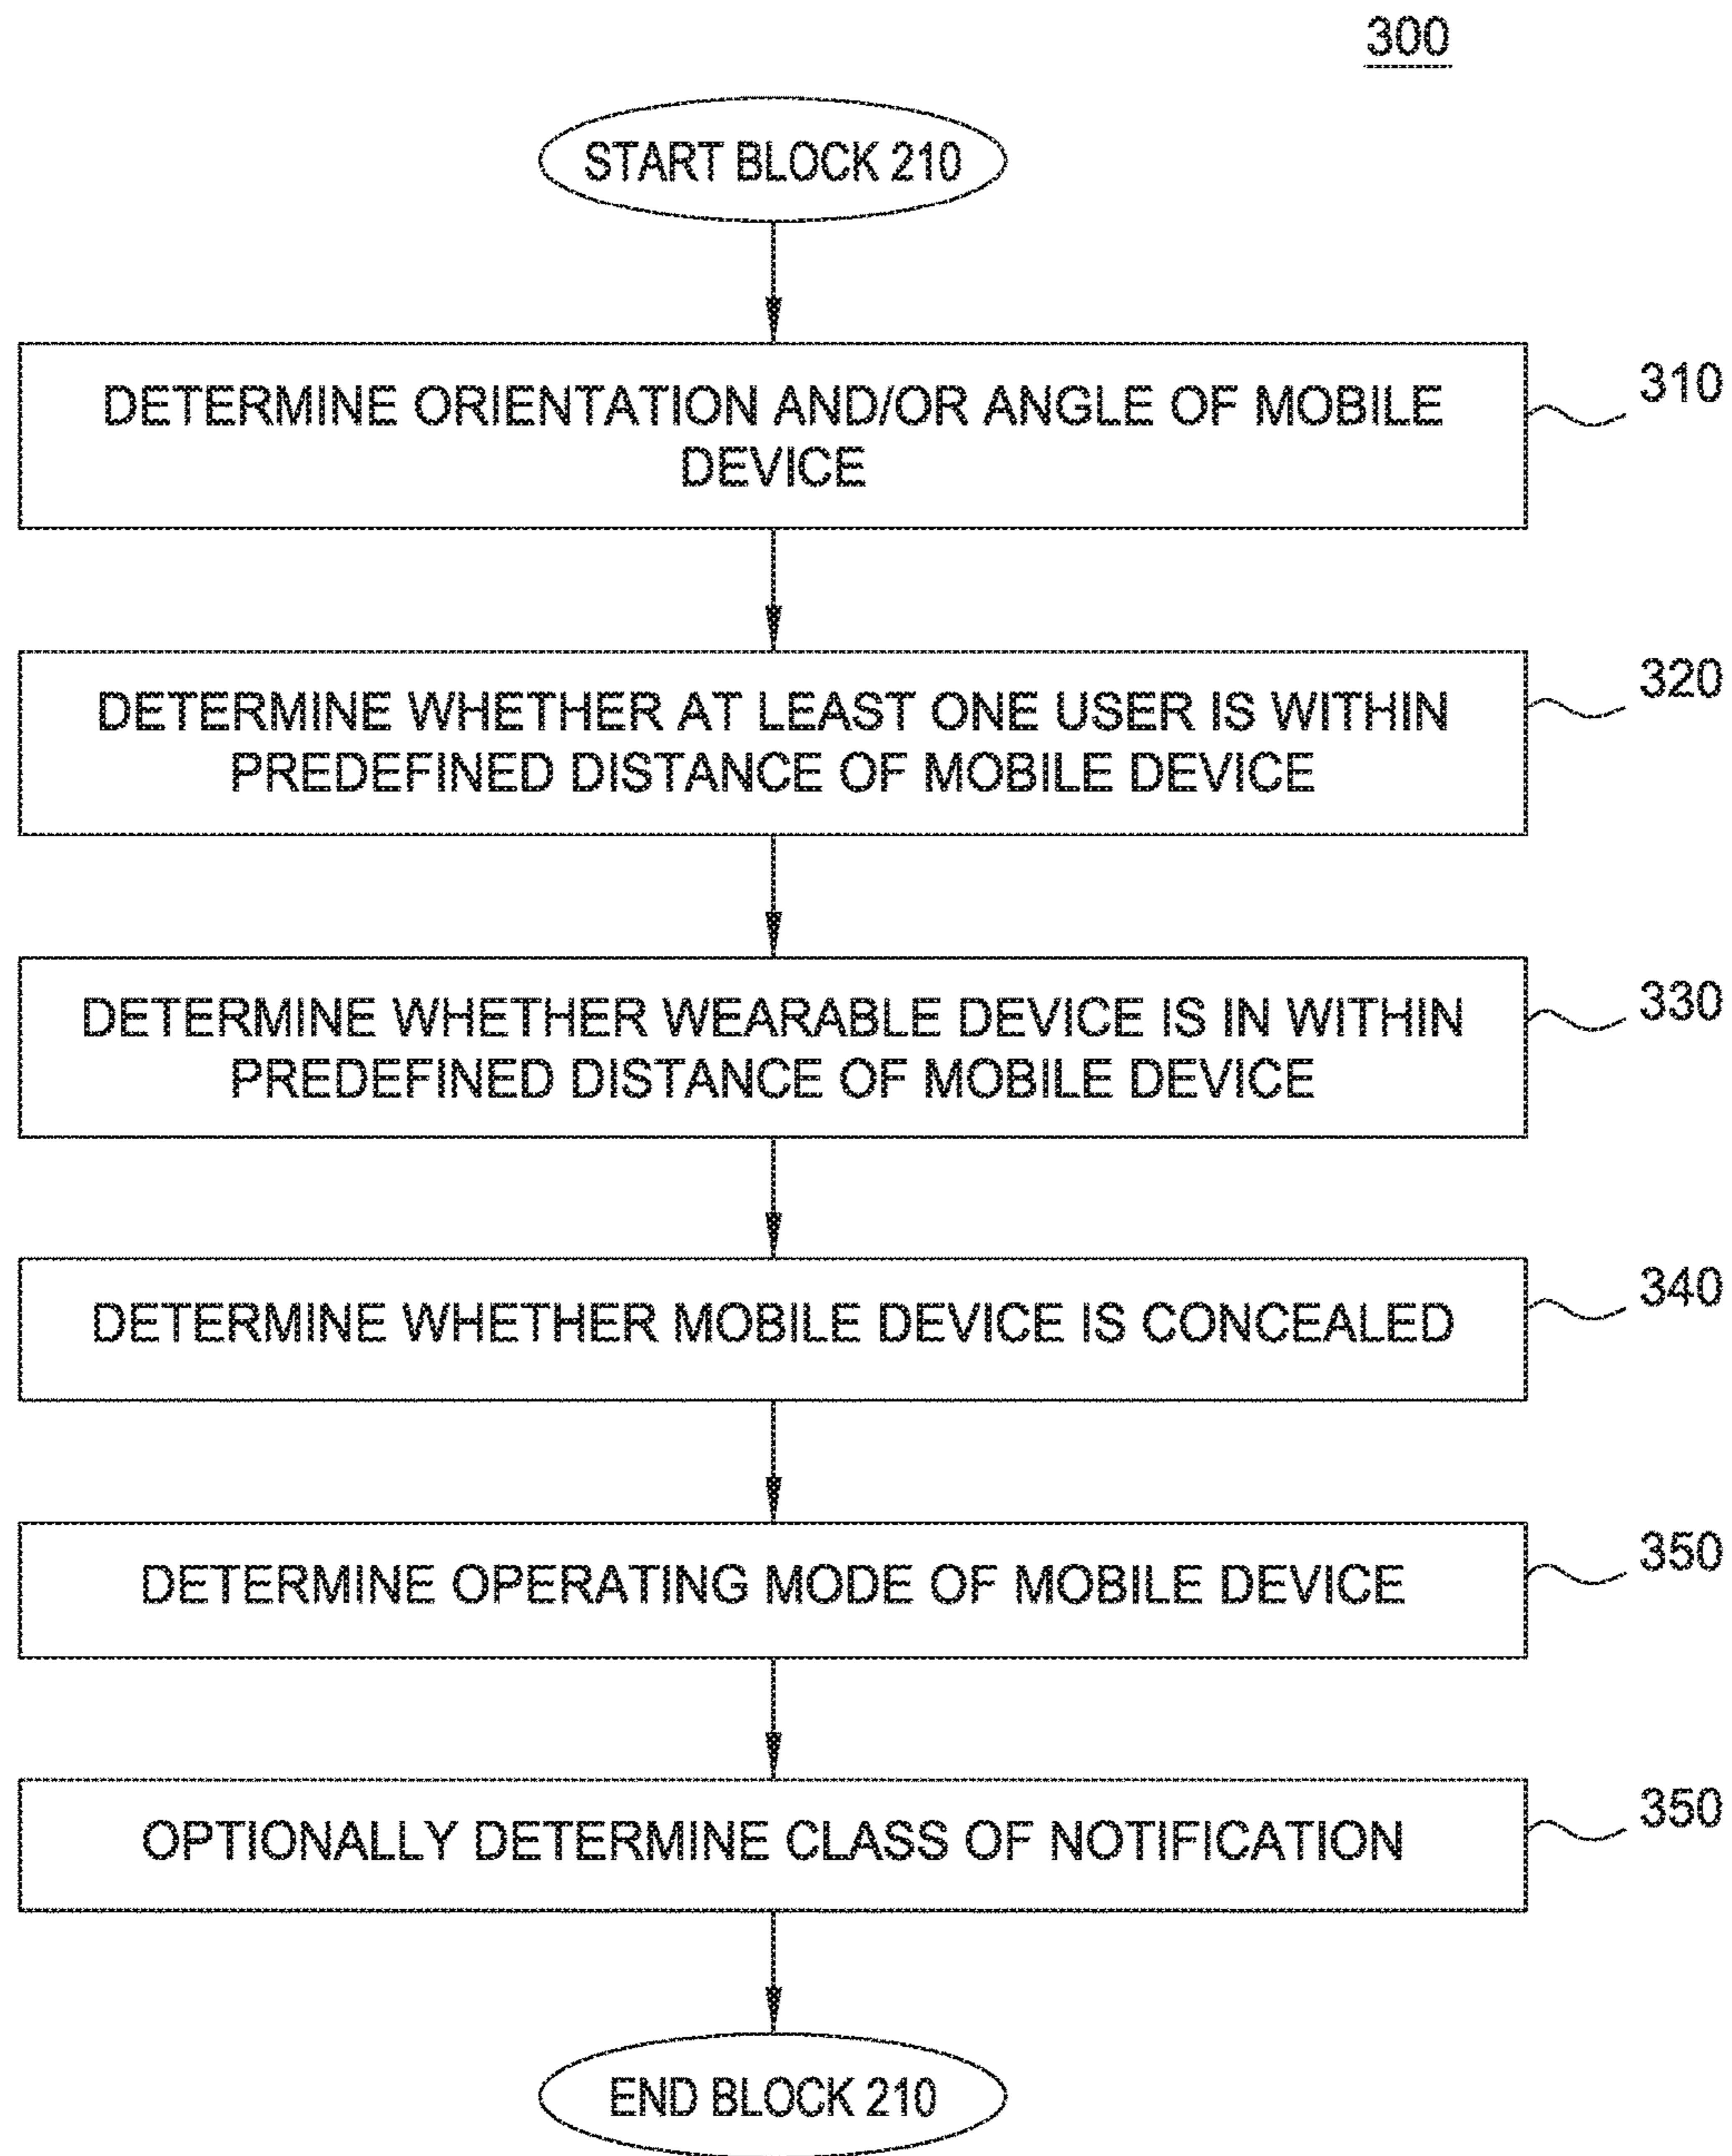 300
START BLOCK 210
DETERMINE ORIENTATION AND/OR ANGLE OF MOBILE
DEVICE
310
DETERMINE WHETHER AT LEAST ONE USER IS WITHIN
PREDEFINED DISTANCE OF MOBILE DEVICE
320
DETERMINE WHETHER WEARABLE DEVICE IS IN WITHIN
PREDEFINED DISTANCE OF MOBILE DEVICE
330
DETERMINE WHETHER MOBILE DEVICE IS CONCEALED
340
DETERMINE OPERATING MODE OF MOBILE DEVICE
350
OPTIONALLY DETERMINE CLASS OF NOTIFICATION
350
END BLOCK 210